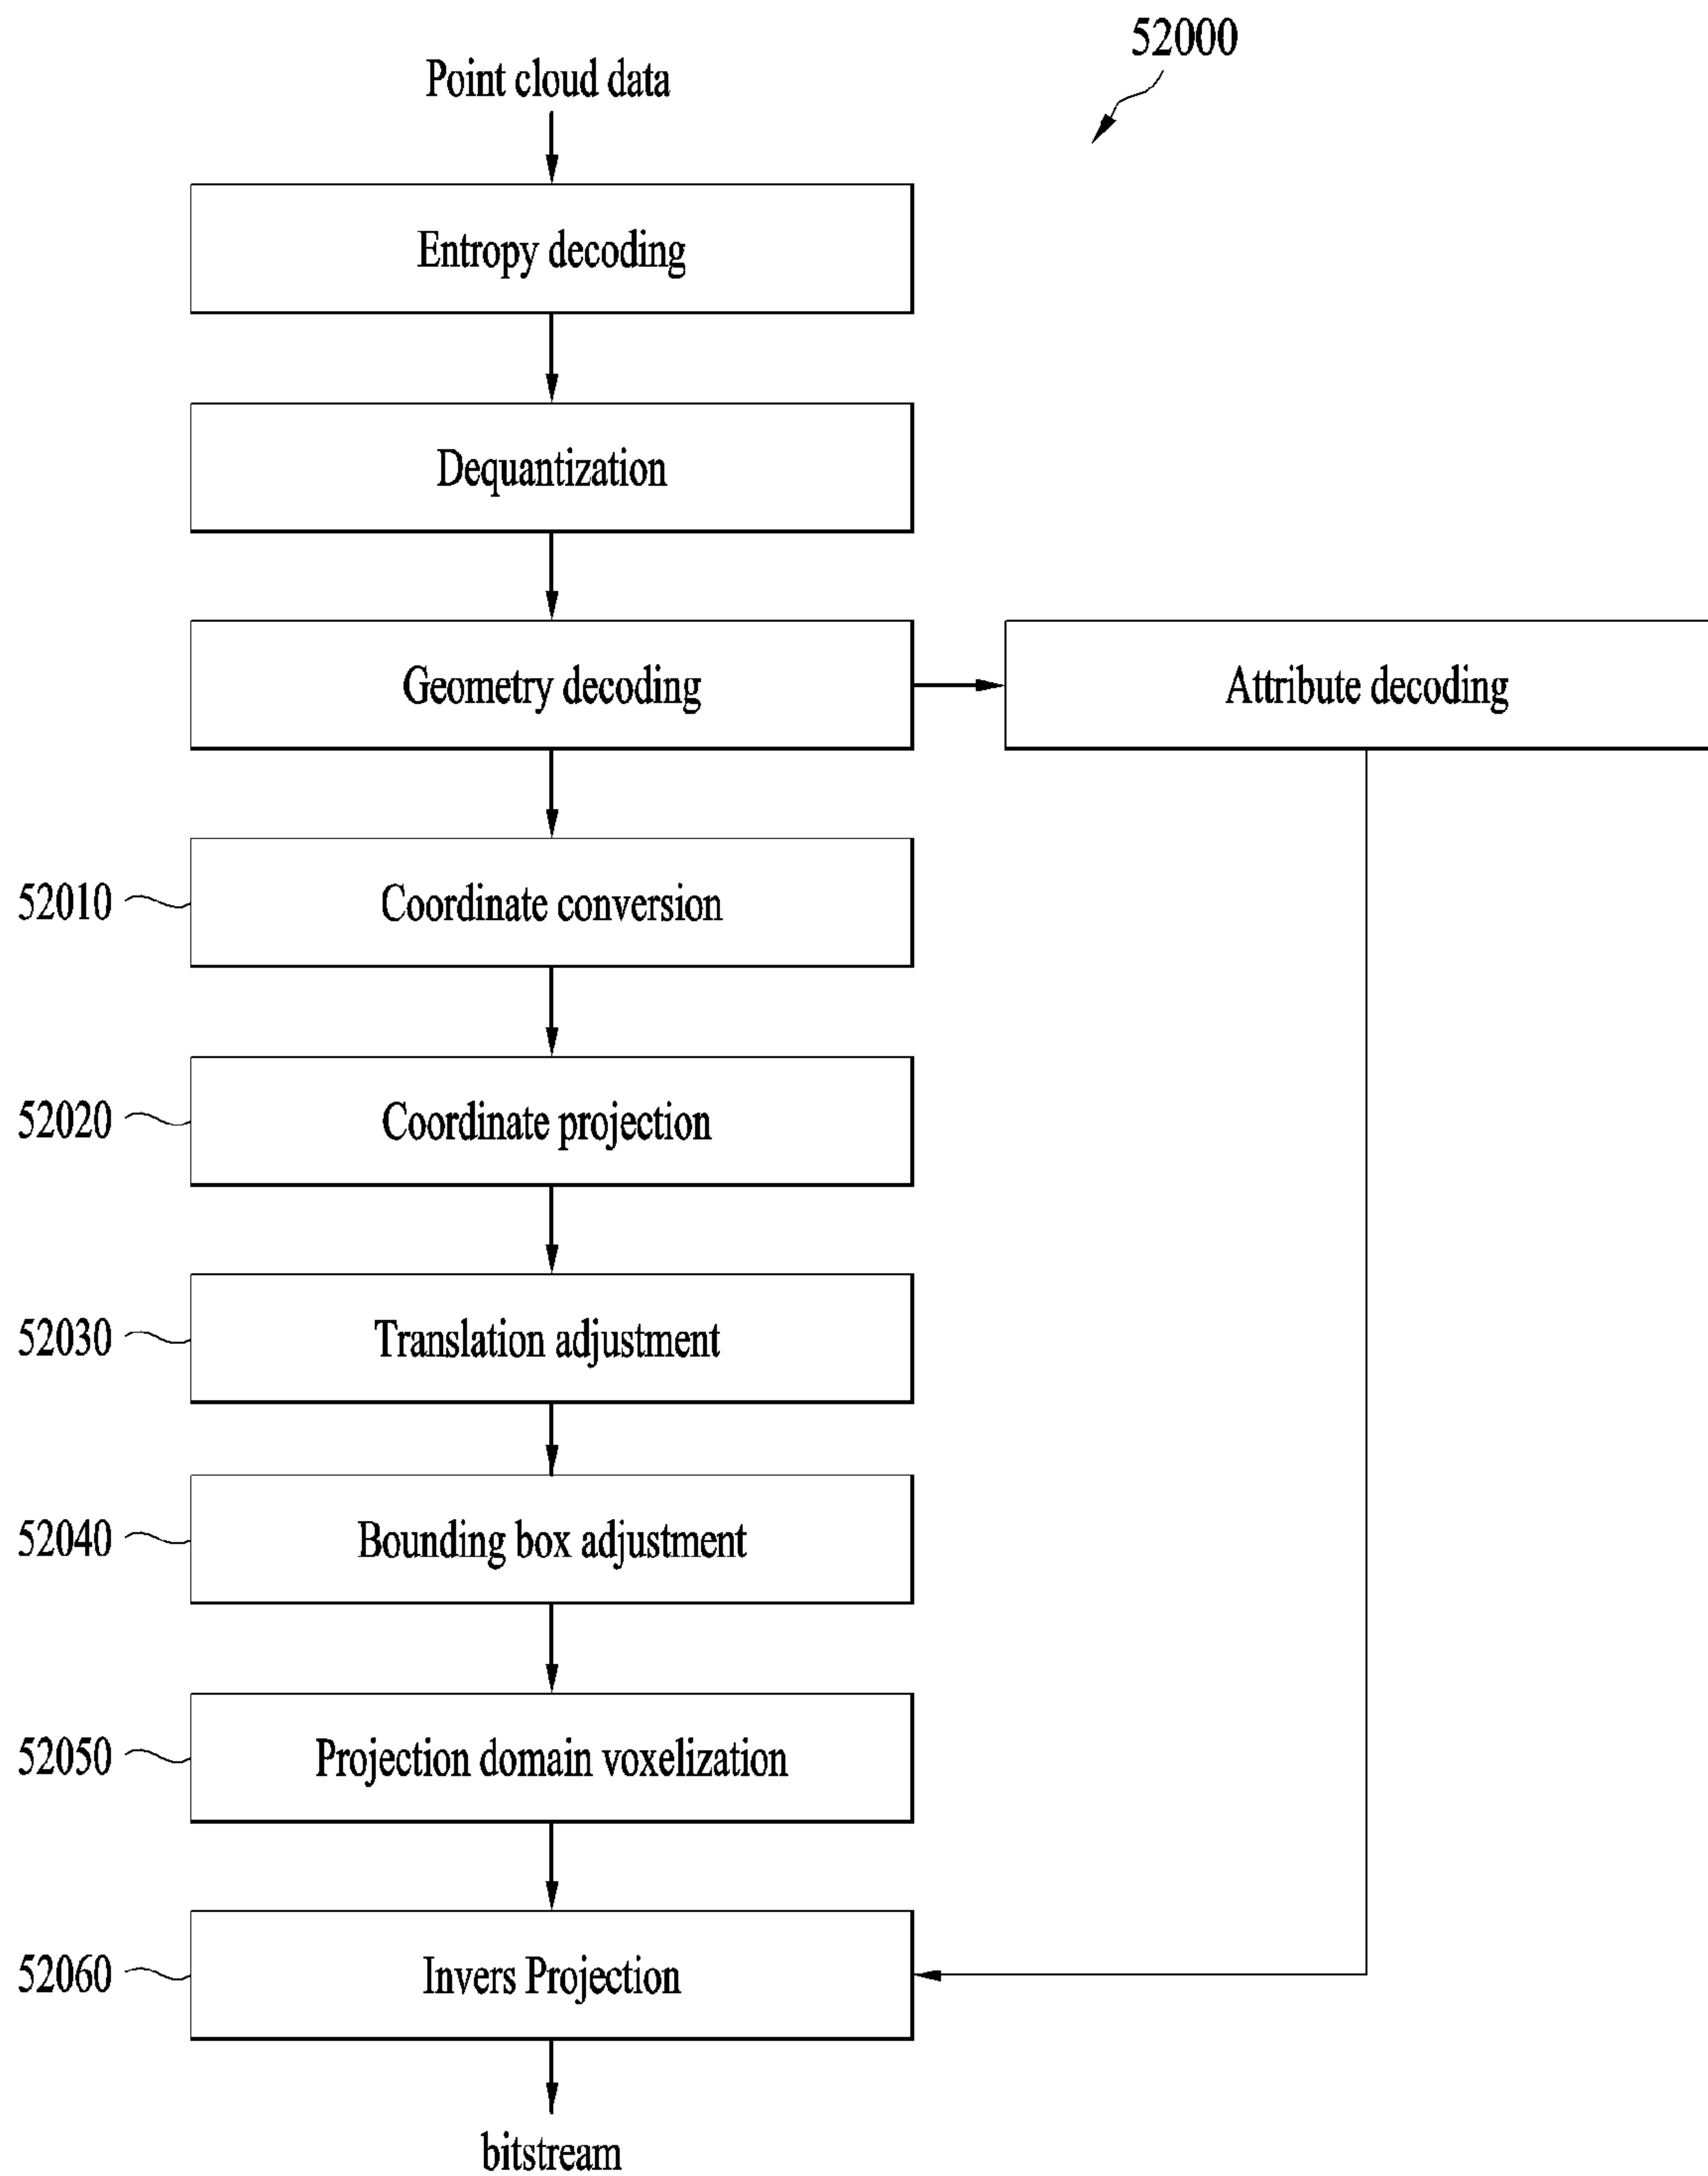 52000
Point cloud data
Entropy decoding
Dequantization
Geometry decoding
Attribute decoding
52010
Coordinate conversion
52020
Coordinate projection
52030
Translation adjustment
52040
Bounding box adjustment
52050
Projection domain voxelization
52060
Invers Projection
bitstream